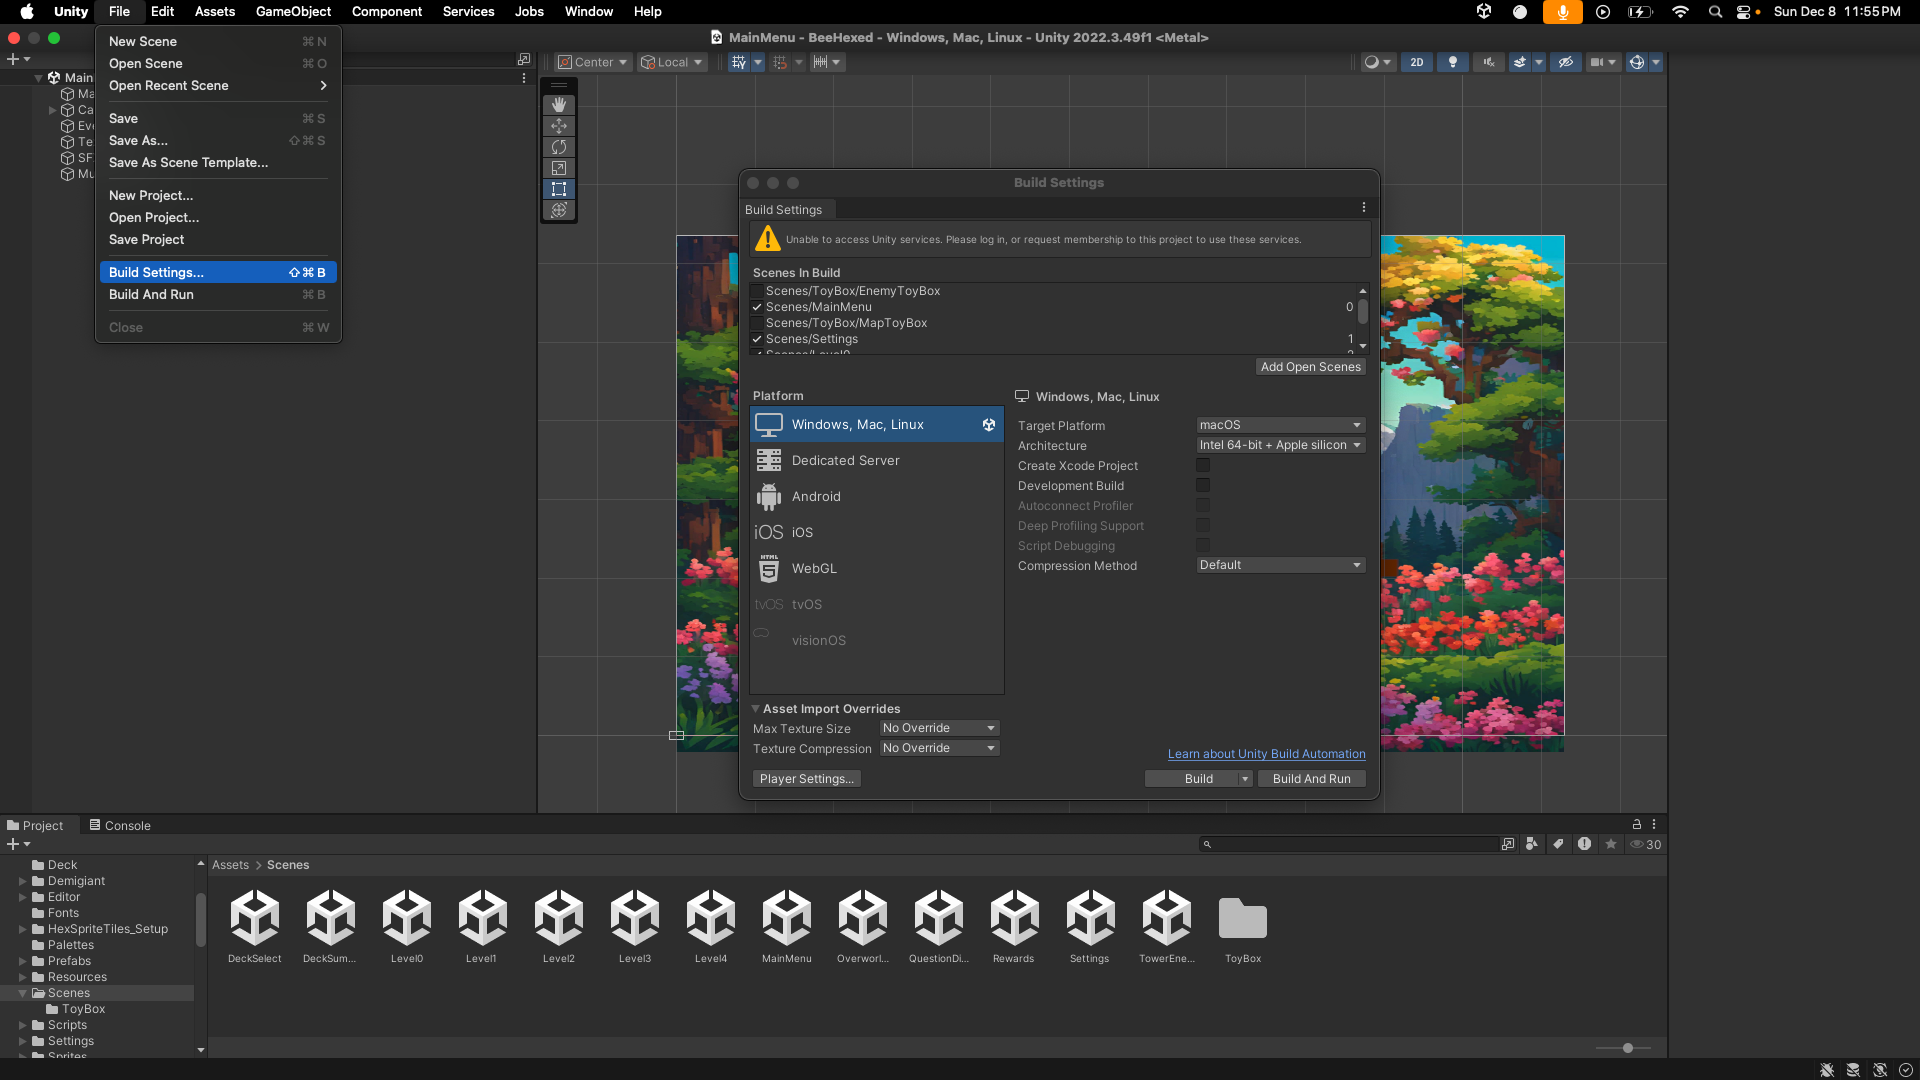 Unity File Edit Assets GameObject Component Services Jobs Window Help Sun Dec 8 11:55 PM
MainMenu - BeeHexed - Windows, Mac, Linux - Unity 2022.3.49f1 <Metal>
New Scene ⌘ N
Open Scene ⌘ O
Open Recent Scene
Save ⌘ S
Save As... ⇧ ⌘ S
Save As Scene Template...
New Project...
Open Project...
Save Project
Build Settings... ⇧ ⌘ B
Build And Run ⌘ B
Close ⌘ W
Main
Ma
Ca
Eve
Te
SF
Mu
Center Local 2D
Build Settings
Build Settings
Unable to access Unity services. Please log in, or request membership to this project to use these services.
Scenes In Build
Scenes/ToyBox/EnemyToyBox
Scenes/MainMenu 0
Scenes/ToyBox/MapToyBox
Scenes/Settings 1
Scenes/Level0 2
Add Open Scenes
Platform
Windows, Mac, Linux
Dedicated Server
Android
iOS iOS
HTML 5 WebGL
tvOS tvOS
visionOS
Windows, Mac, Linux
Target Platform macOS
Architecture Intel 64-bit + Apple silicon
Create Xcode Project
Development Build
Autoconnect Profiler
Deep Profiling Support
Script Debugging
Compression Method Default
Asset Import Overrides
Max Texture Size No Override
Texture Compression No Override
Learn about Unity Build Automation
Player Settings... Build Build And Run
Project Console
30
Deck
Demigiant
Editor
Fonts
HexSpriteTiles_Setup
Palettes
Prefabs
Resources
Scenes
ToyBox
Scripts
Settings
Sprites
Assets > Scenes
DeckSelect DeckSum... Level0 Level1 Level2 Level3 Level4 MainMenu Overworl... QuestionDi... Rewards Settings TowerEne... ToyBox